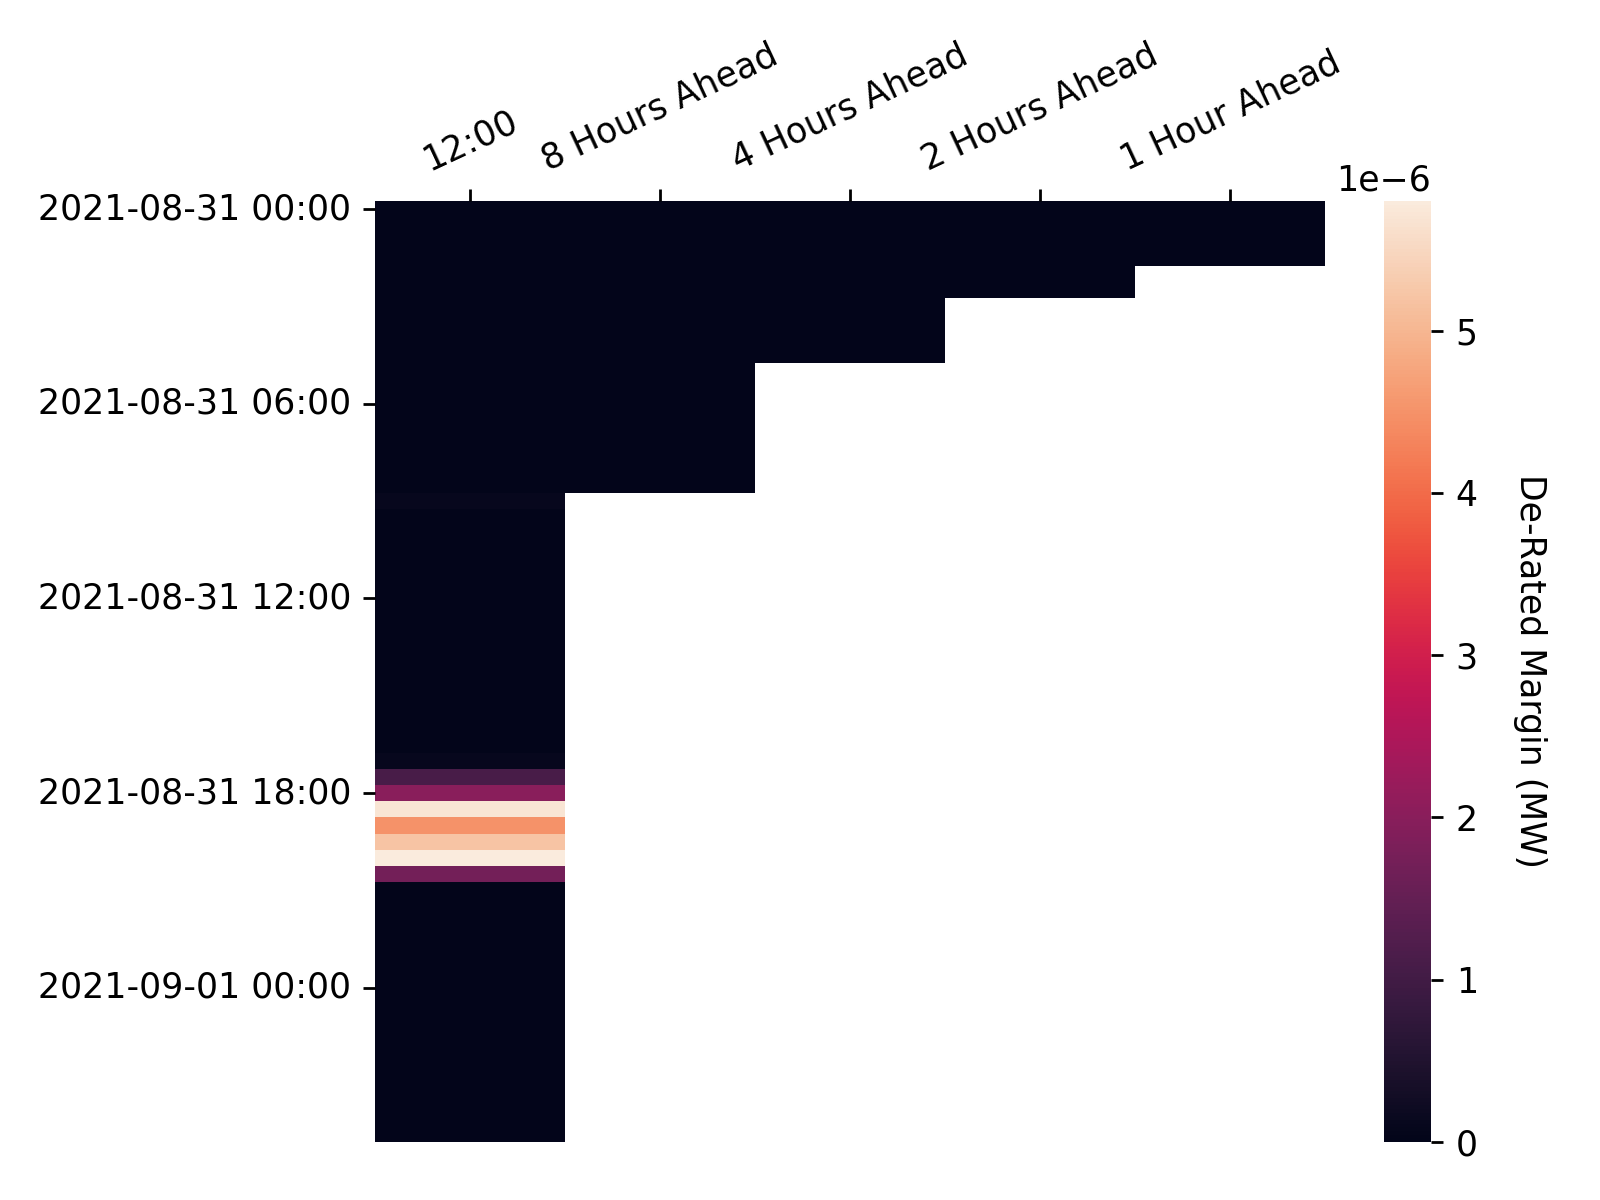 12:00
8 Hours Ahead
4 Hours Ahead
2 Hours Ahead
1 Hour Ahead
1e−6
2021-08-31 00:00
2021-08-31 06:00
2021-08-31 12:00
2021-08-31 18:00
2021-09-01 00:00
5
4
3
2
1
0
De-Rated Margin (MW)